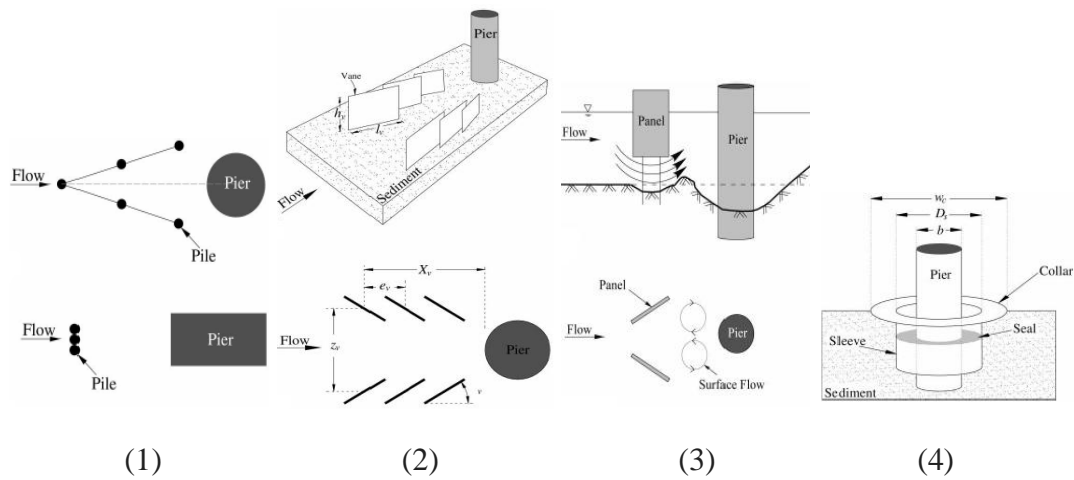 Flow
Pier
Pile
Flow
Pier
Pile
(1)
Pier
Vane
h_v
l_v
Sediment
Flow
X_v
e_v
Flow
z_v
Pier
v
(2)
Panel
Flow
Pier
Panel
Flow
Pier
Surface Flow
(3)
w_c
D_s
b
Pier
Collar
Seal
Sleeve
Sediment
(4)